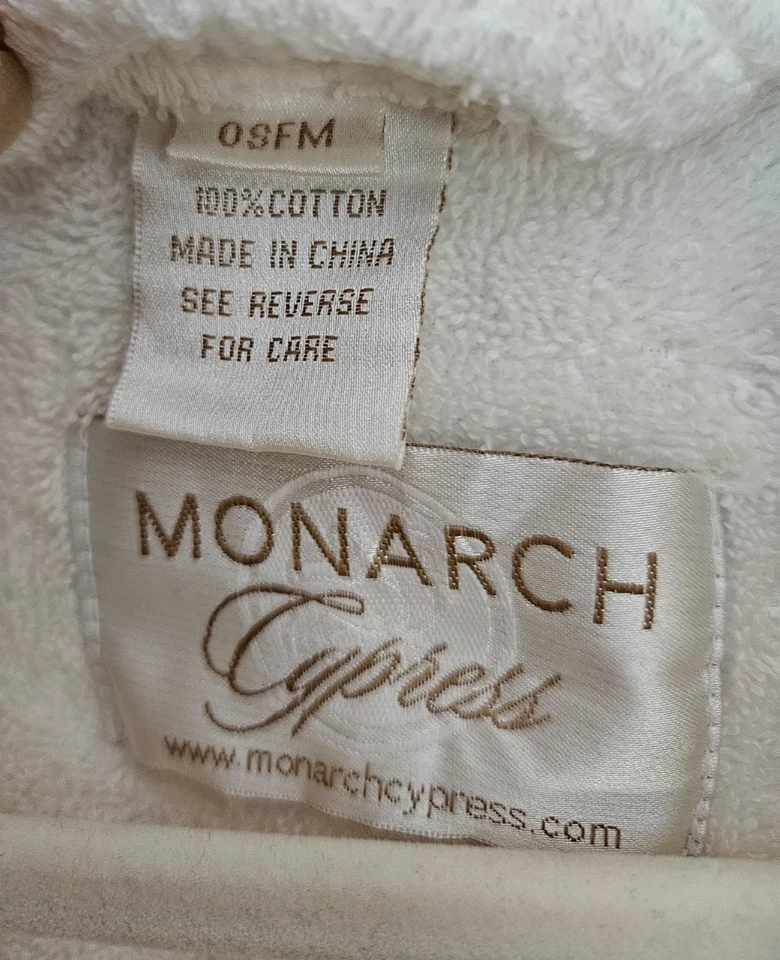 OSFM
100%COTTON
MADE IN CHINA
SEE REVERSE
FOR CARE
MONARCH
Cypress
www.monarchcypress.com